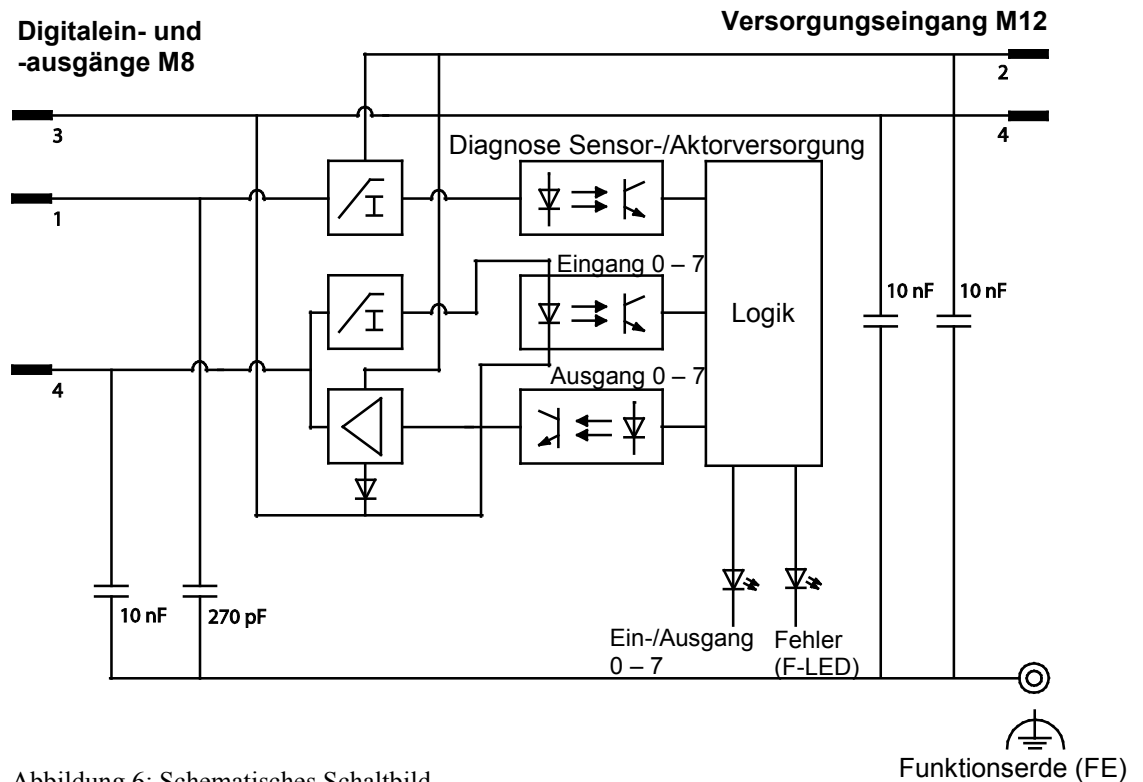 Digitalein- und
-ausgänge M8
Versorgungseingang M12
2
3
4
Diagnose Sensor-/Aktorversorgung
1
Eingang 0 – 7
Logik
10 nF
10 nF
4
Ausgang 0 – 7
10 nF
270 pF
Ein-/Ausgang
0 – 7
Fehler
(F-LED)
Funktionserde (FE)
Abbildung 6: Schematisches Schaltbild